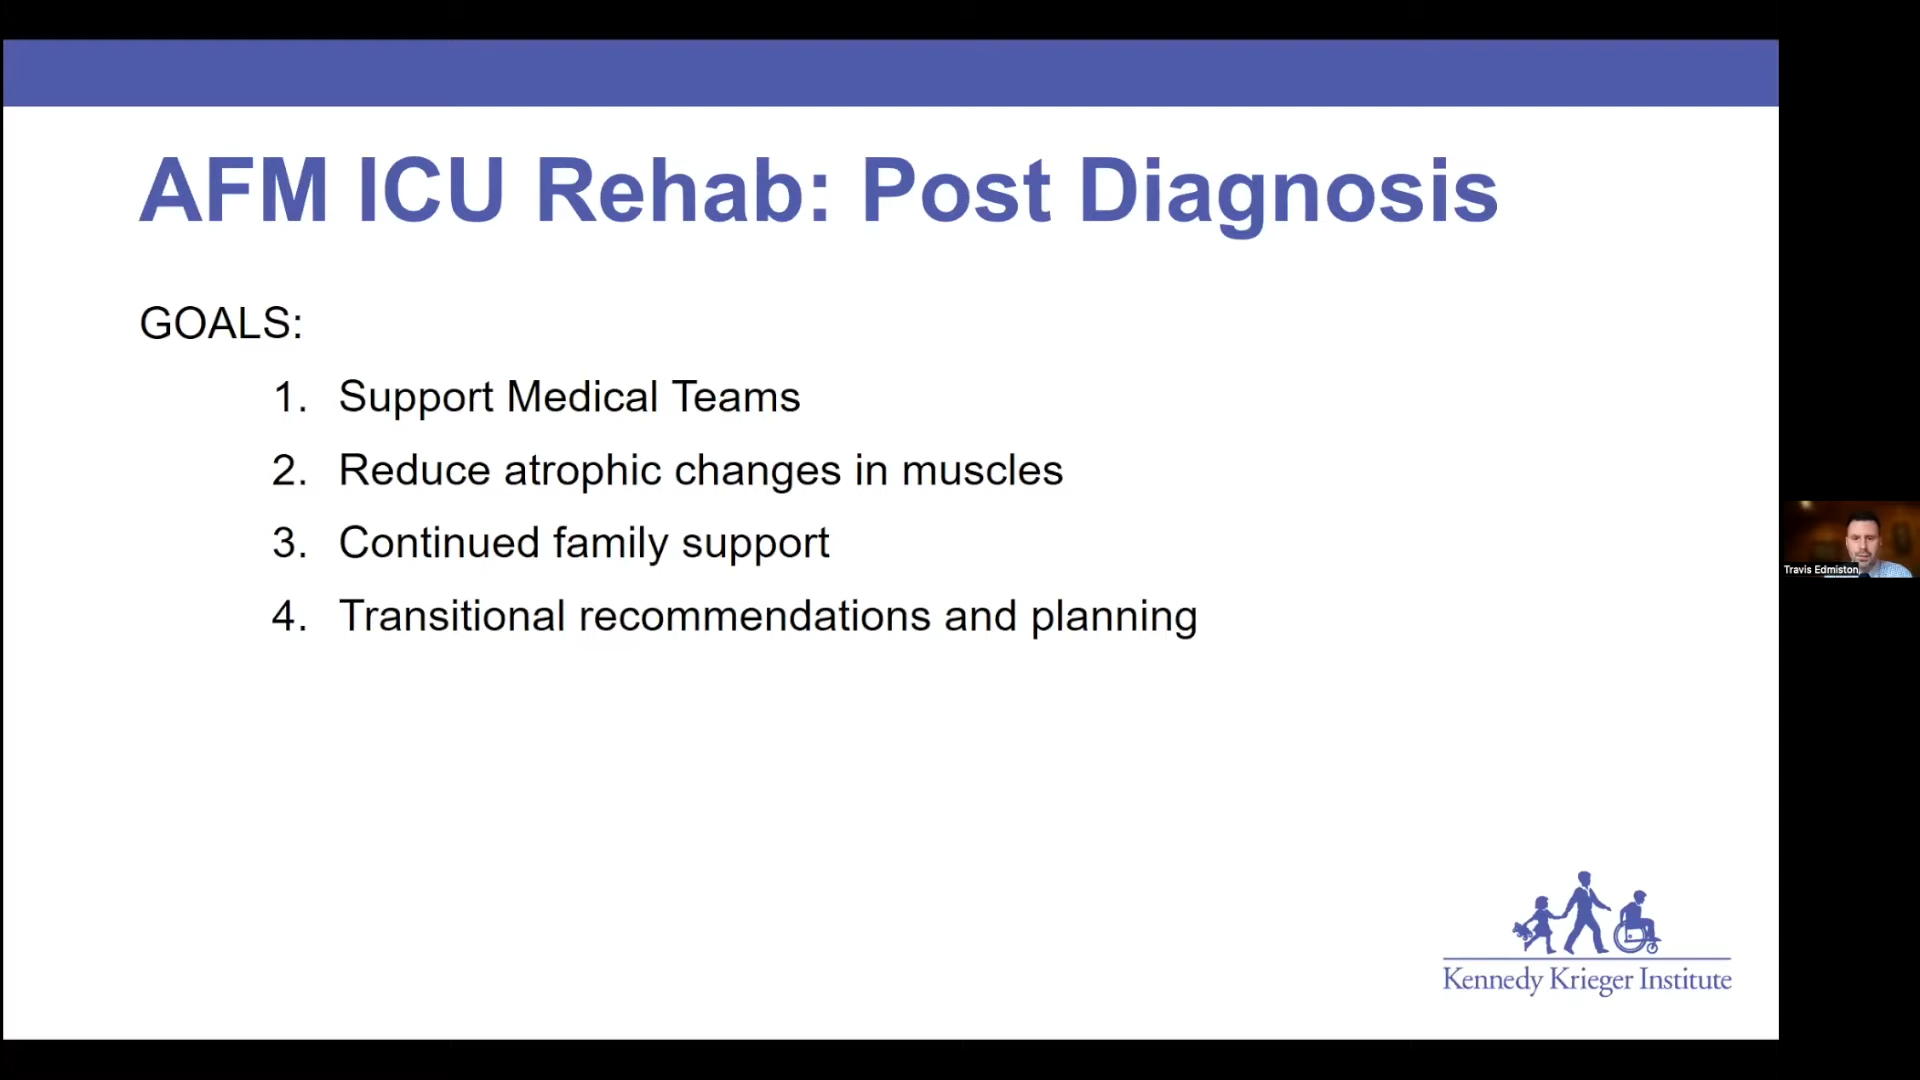 AFM ICU Rehab: Post Diagnosis
GOALS:
1. Support Medical Teams
2. Reduce atrophic changes in muscles
3. Continued family support
4. Transitional recommendations and planning
Travis Edmiston,
Kennedy Krieger Institute